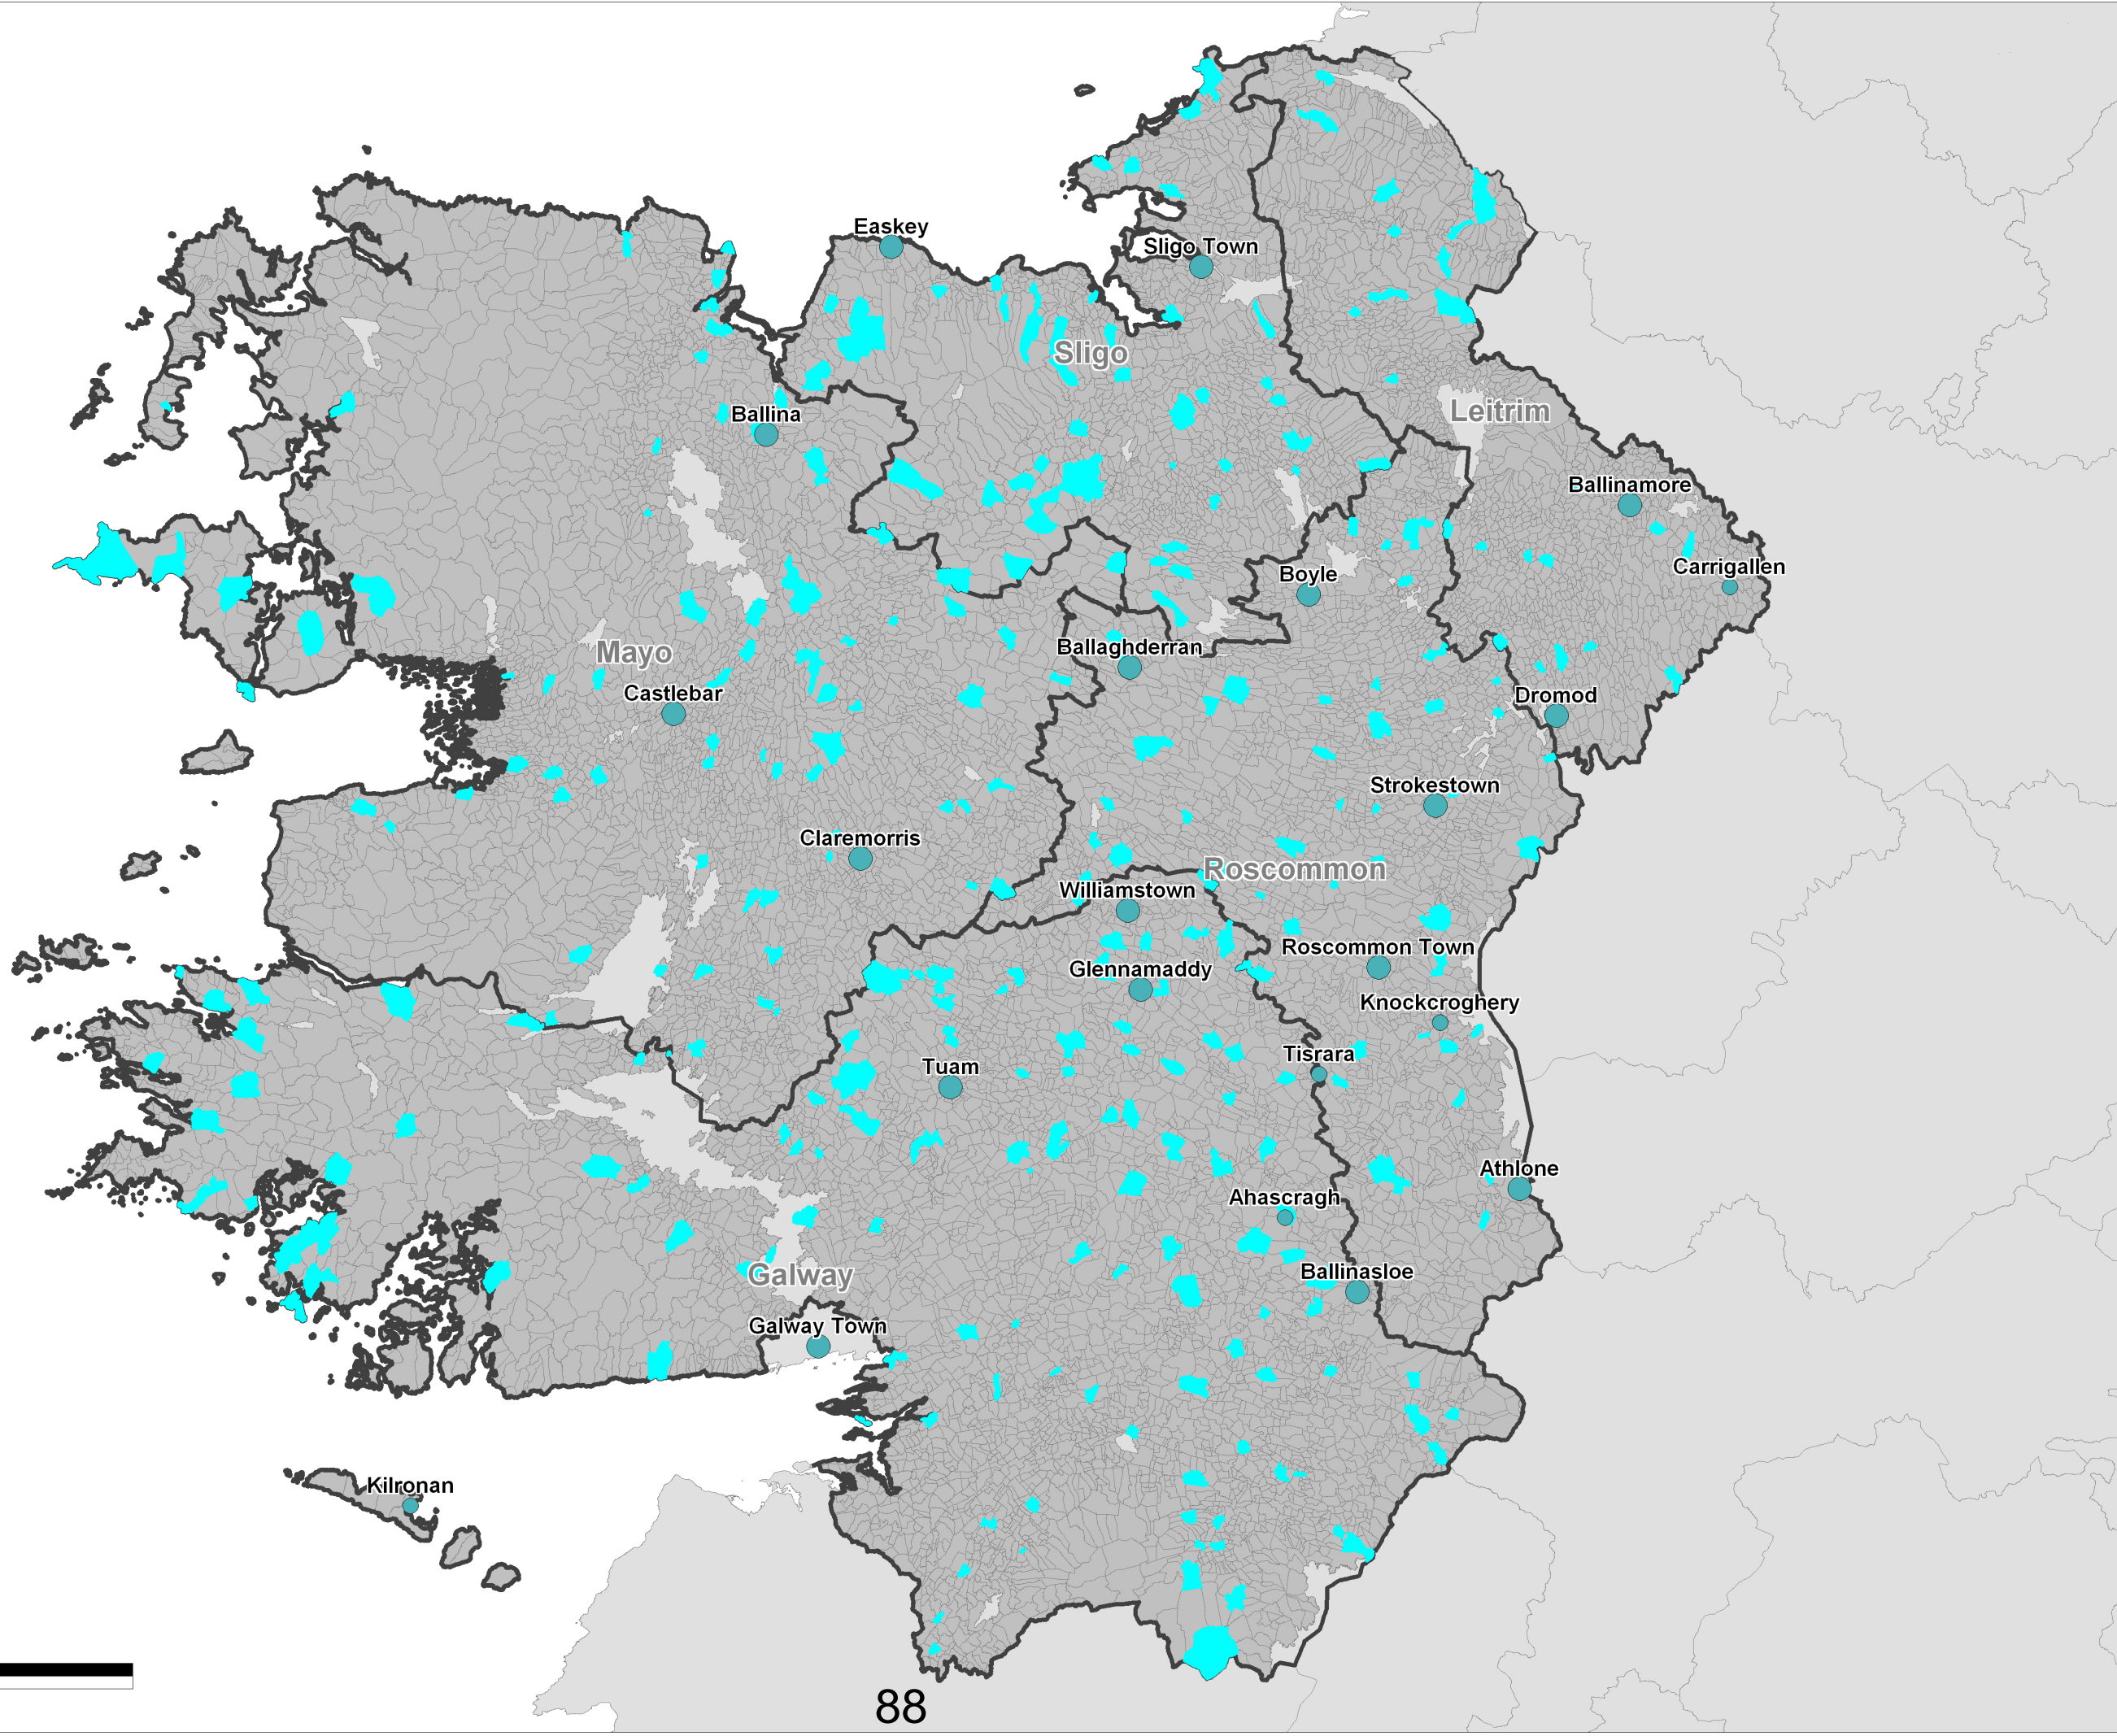 Easkey
Sligo Town
Sligo
Ballina
Leitrim
Ballinamore
Carrigallen
Boyle
Ballaghderran
Mayo
Castlebar
Dromod
Strokestown
Claremorris
Roscommon
Williamstown
Roscommon Town
Glennamaddy
Knockcroghery
Tisrara
Tuam
Athlone
Ahascragh
Ballinasloe
Galway
Galway Town
Kilronan
88